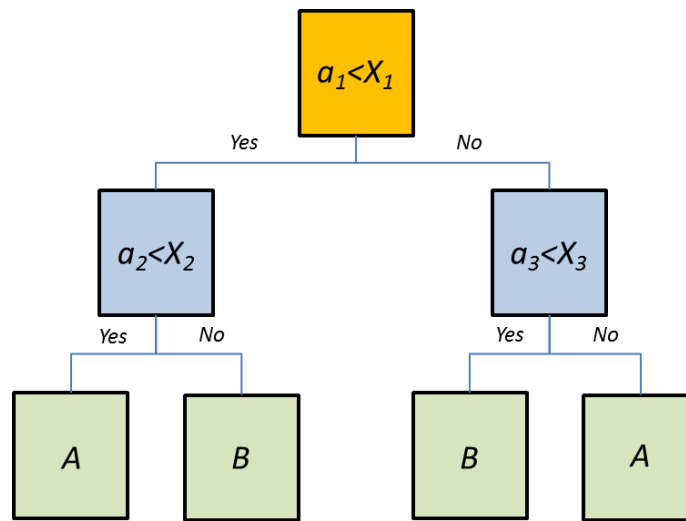 a₁<X₁
Yes No
a₂<X₂ a₃<X₃
Yes No Yes No
A B B A